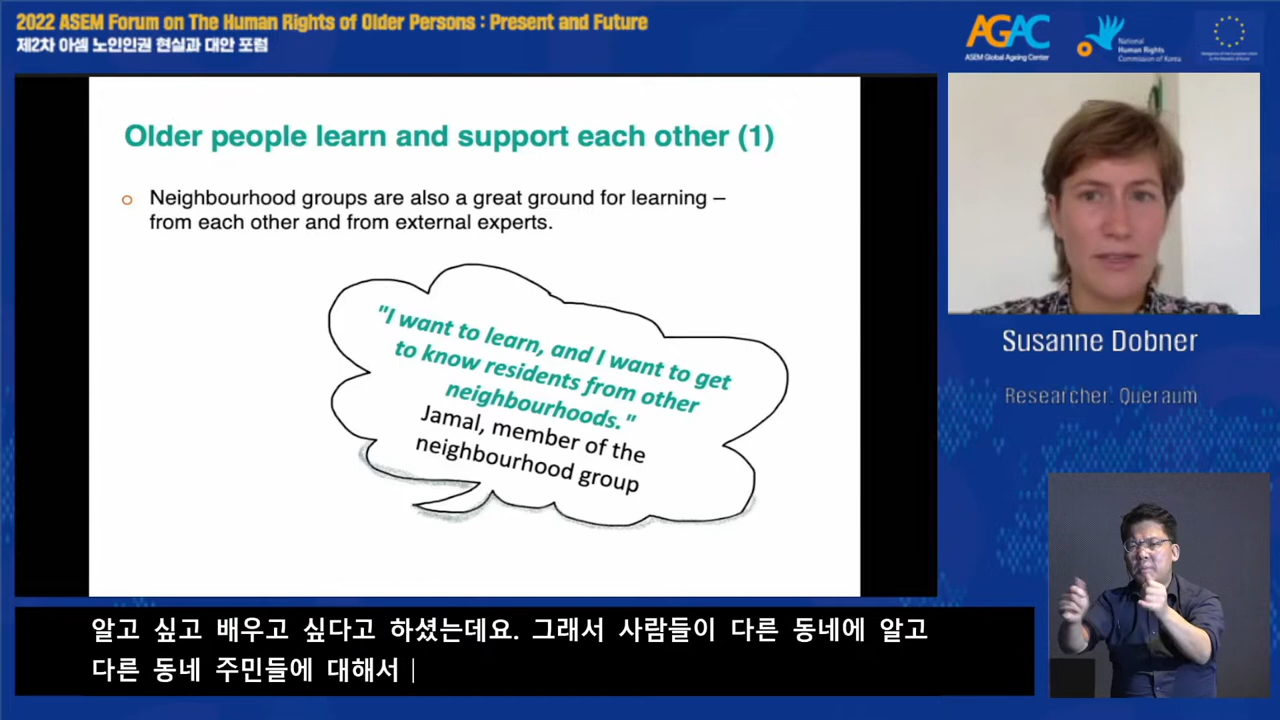 2022 ASEM Forum on The Human Rights of Older Persons : Present and Future
제2차 아셈 노인인권 현실과 대안 포럼
AGAC
ASEM Global Ageing Center
National
Human Rights
Commission of Korea
Older people learn and support each other (1)
Neighbourhood groups are also a great ground for learning –
from each other and from external experts.
"I want to learn, and I want to get
to know residents from other
neighbourhoods."
Jamal, member of the
neighbourhood group
Susanne Dobner
Researcher. Queraum
알고 싶고 배우고 싶다고 하셨는데요. 그래서 사람들이 다른 동네에 알고
다른 동네 주민들에 대해서